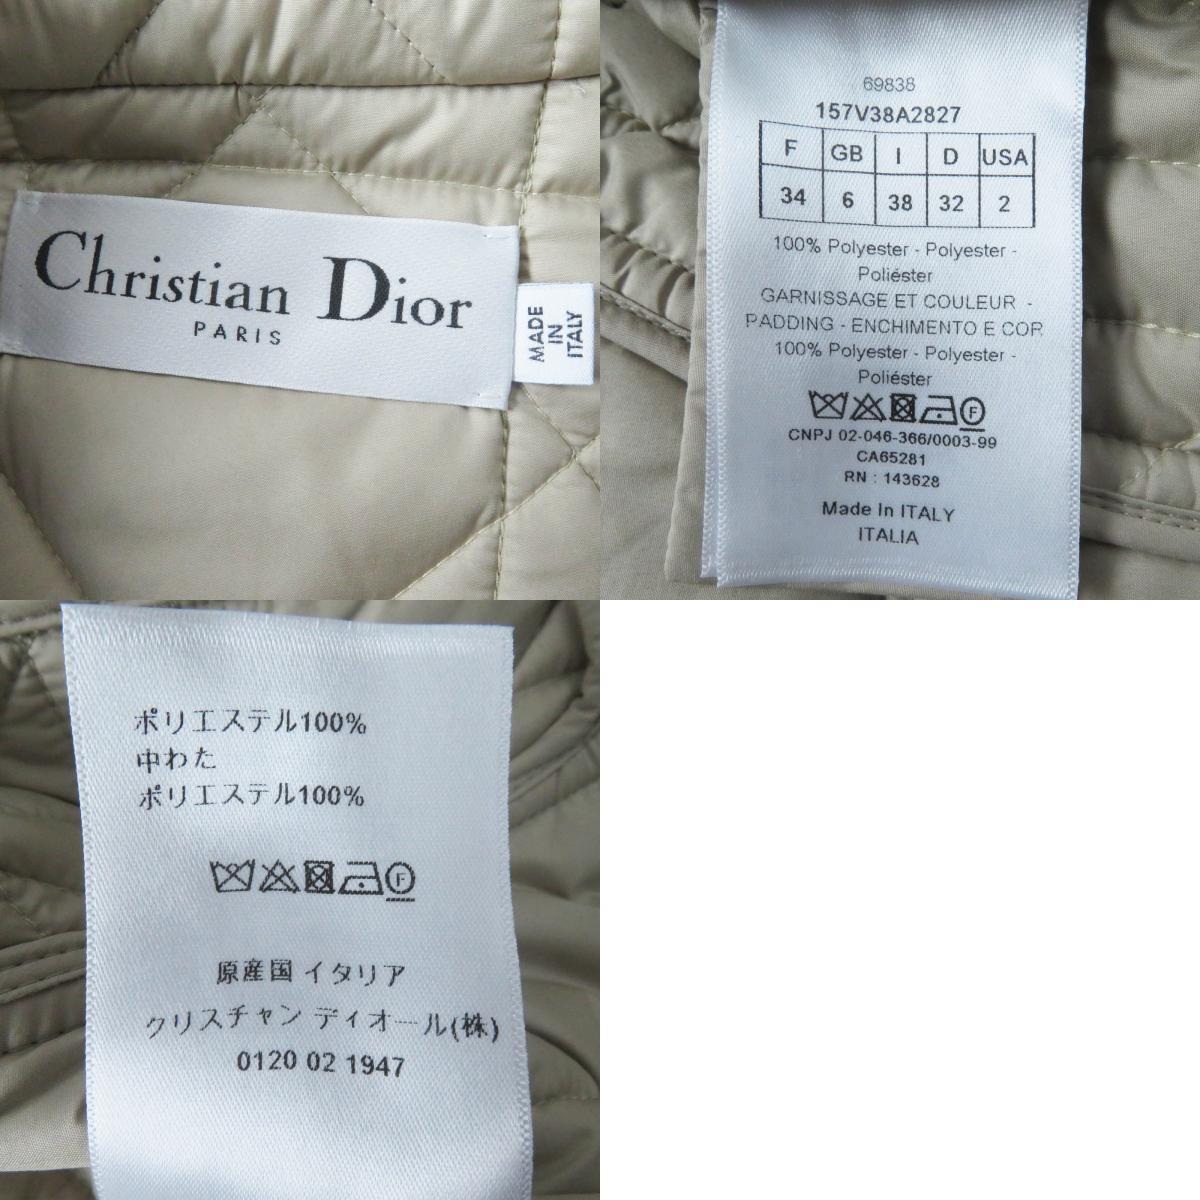 Christian Dior
PARIS
MADE
IN
ITALY
69838
157V38A2827
F GB I D USA
34 6 38 32 2
100% Polyester - Polyester -
Poliéster
GARNISSAGE ET COULEUR -
PADDING - ENCHIMENTO E COR
100% Polyester - Polyester -
Poliéster
F
CNPJ 02-046-366/0003-99
CA65281
RN : 143628
Made In ITALY
ITALIA
ポリエステル100%
中わた
ポリエステル100%
F
原産国 イタリア
クリスチャン ディオール(株)
0120 02 1947